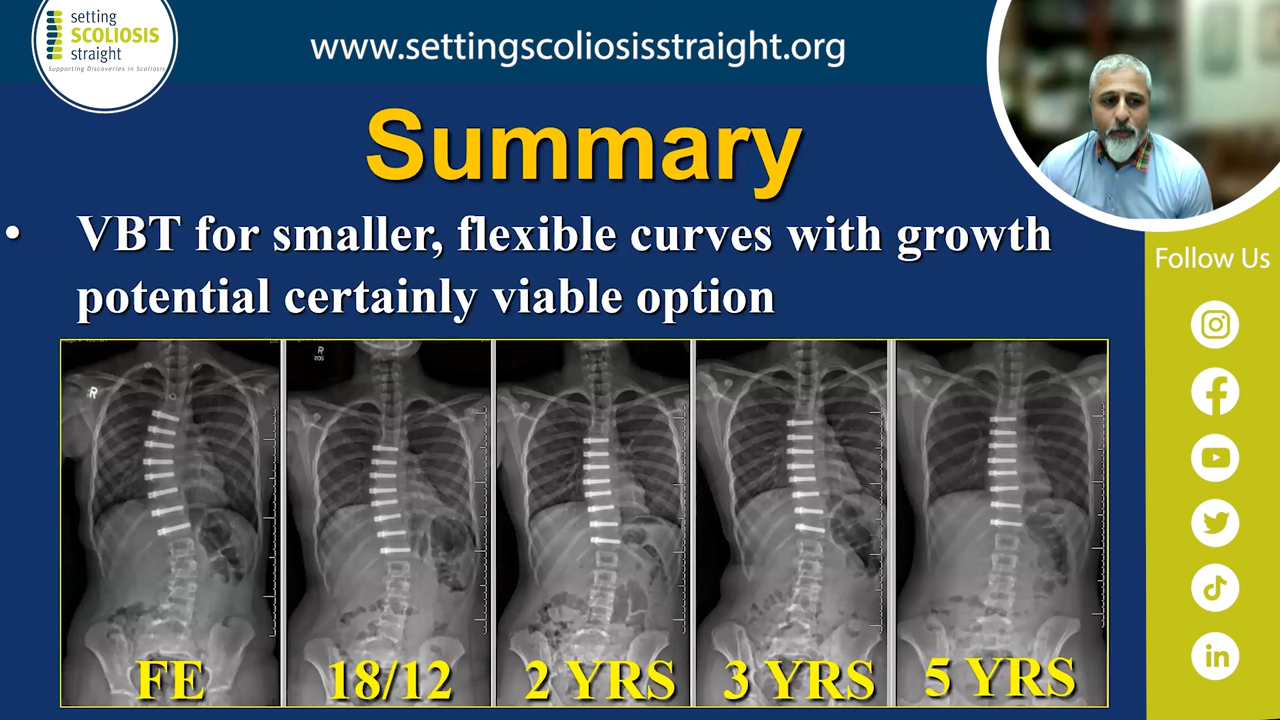 setting
SCOLIOSIS
straight
Supporting Discoveries in Scoliosis
www.settingscoliosisstraight.org
Summary
• VBT for smaller, flexible curves with growth
potential certainly viable option
Follow Us
R
R
FE
18/12
2 YRS
3 YRS
5 YRS